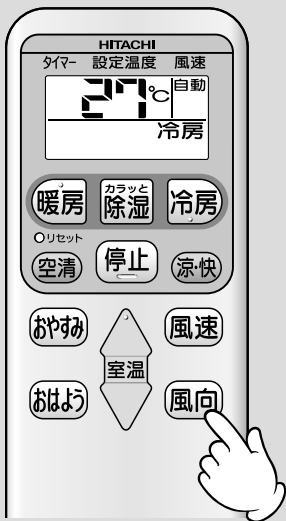 HITACHI
タイマー 設定温度 風速
27℃ 自動
冷房
暖房 カラッと除湿 冷房
リセット
空清 停止 涼・快
おやすみ 風速
室温
おはよう 風向